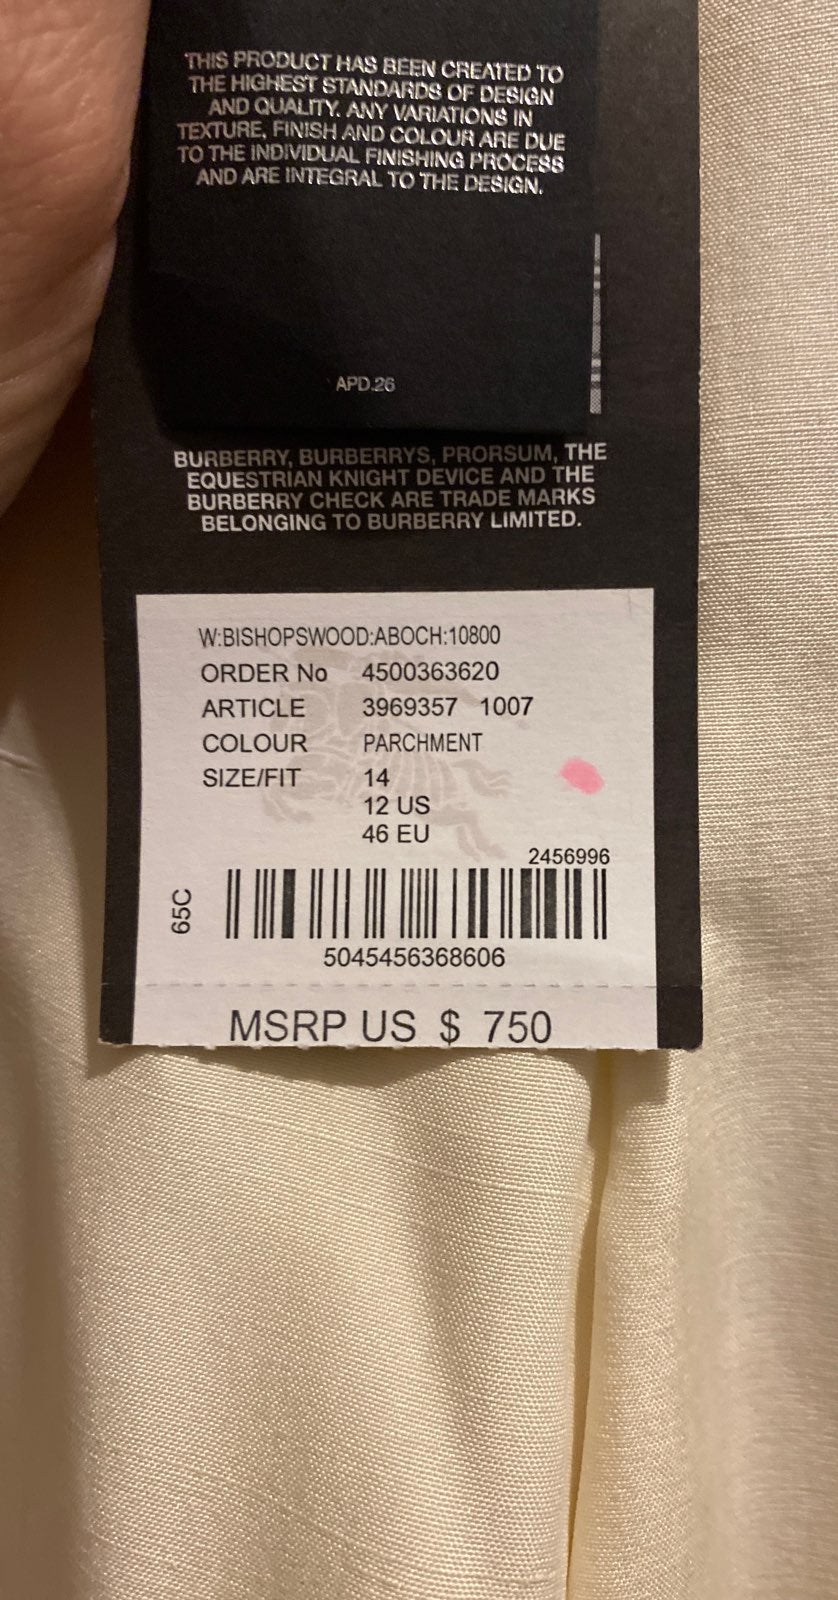 THIS PRODUCT HAS BEEN CREATED TO
THE HIGHEST STANDARDS OF DESIGN
AND QUALITY. ANY VARIATIONS IN
TEXTURE, FINISH AND COLOUR ARE DUE
TO THE INDIVIDUAL FINISHING PROCESS
AND ARE INTEGRAL TO THE DESIGN.
APD.26
BURBERRY, BURBERRYS, PRORSUM, THE
EQUESTRIAN KNIGHT DEVICE AND THE
BURBERRY CHECK ARE TRADE MARKS
BELONGING TO BURBERRY LIMITED.
W:BISHOPSWOOD:ABOCH:10800
ORDER No 4500363620
ARTICLE 3969357 1007
COLOUR PARCHMENT
SIZE/FIT 14
12 US
46 EU
2456996
65C
5045456368606
MSRP US $ 750